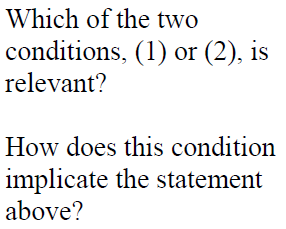 Which of the two
conditions, (1) or (2), is
relevant?
How does this condition
implicate the statement
above?